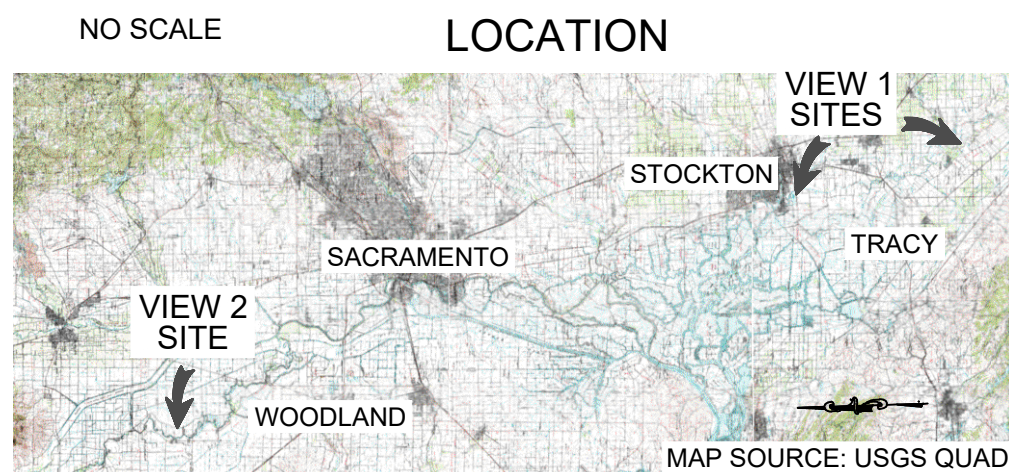 NO SCALE
LOCATION
VIEW 1
SITES
STOCKTON
TRACY
SACRAMENTO
VIEW 2
SITE
WOODLAND
MAP SOURCE: USGS QUAD